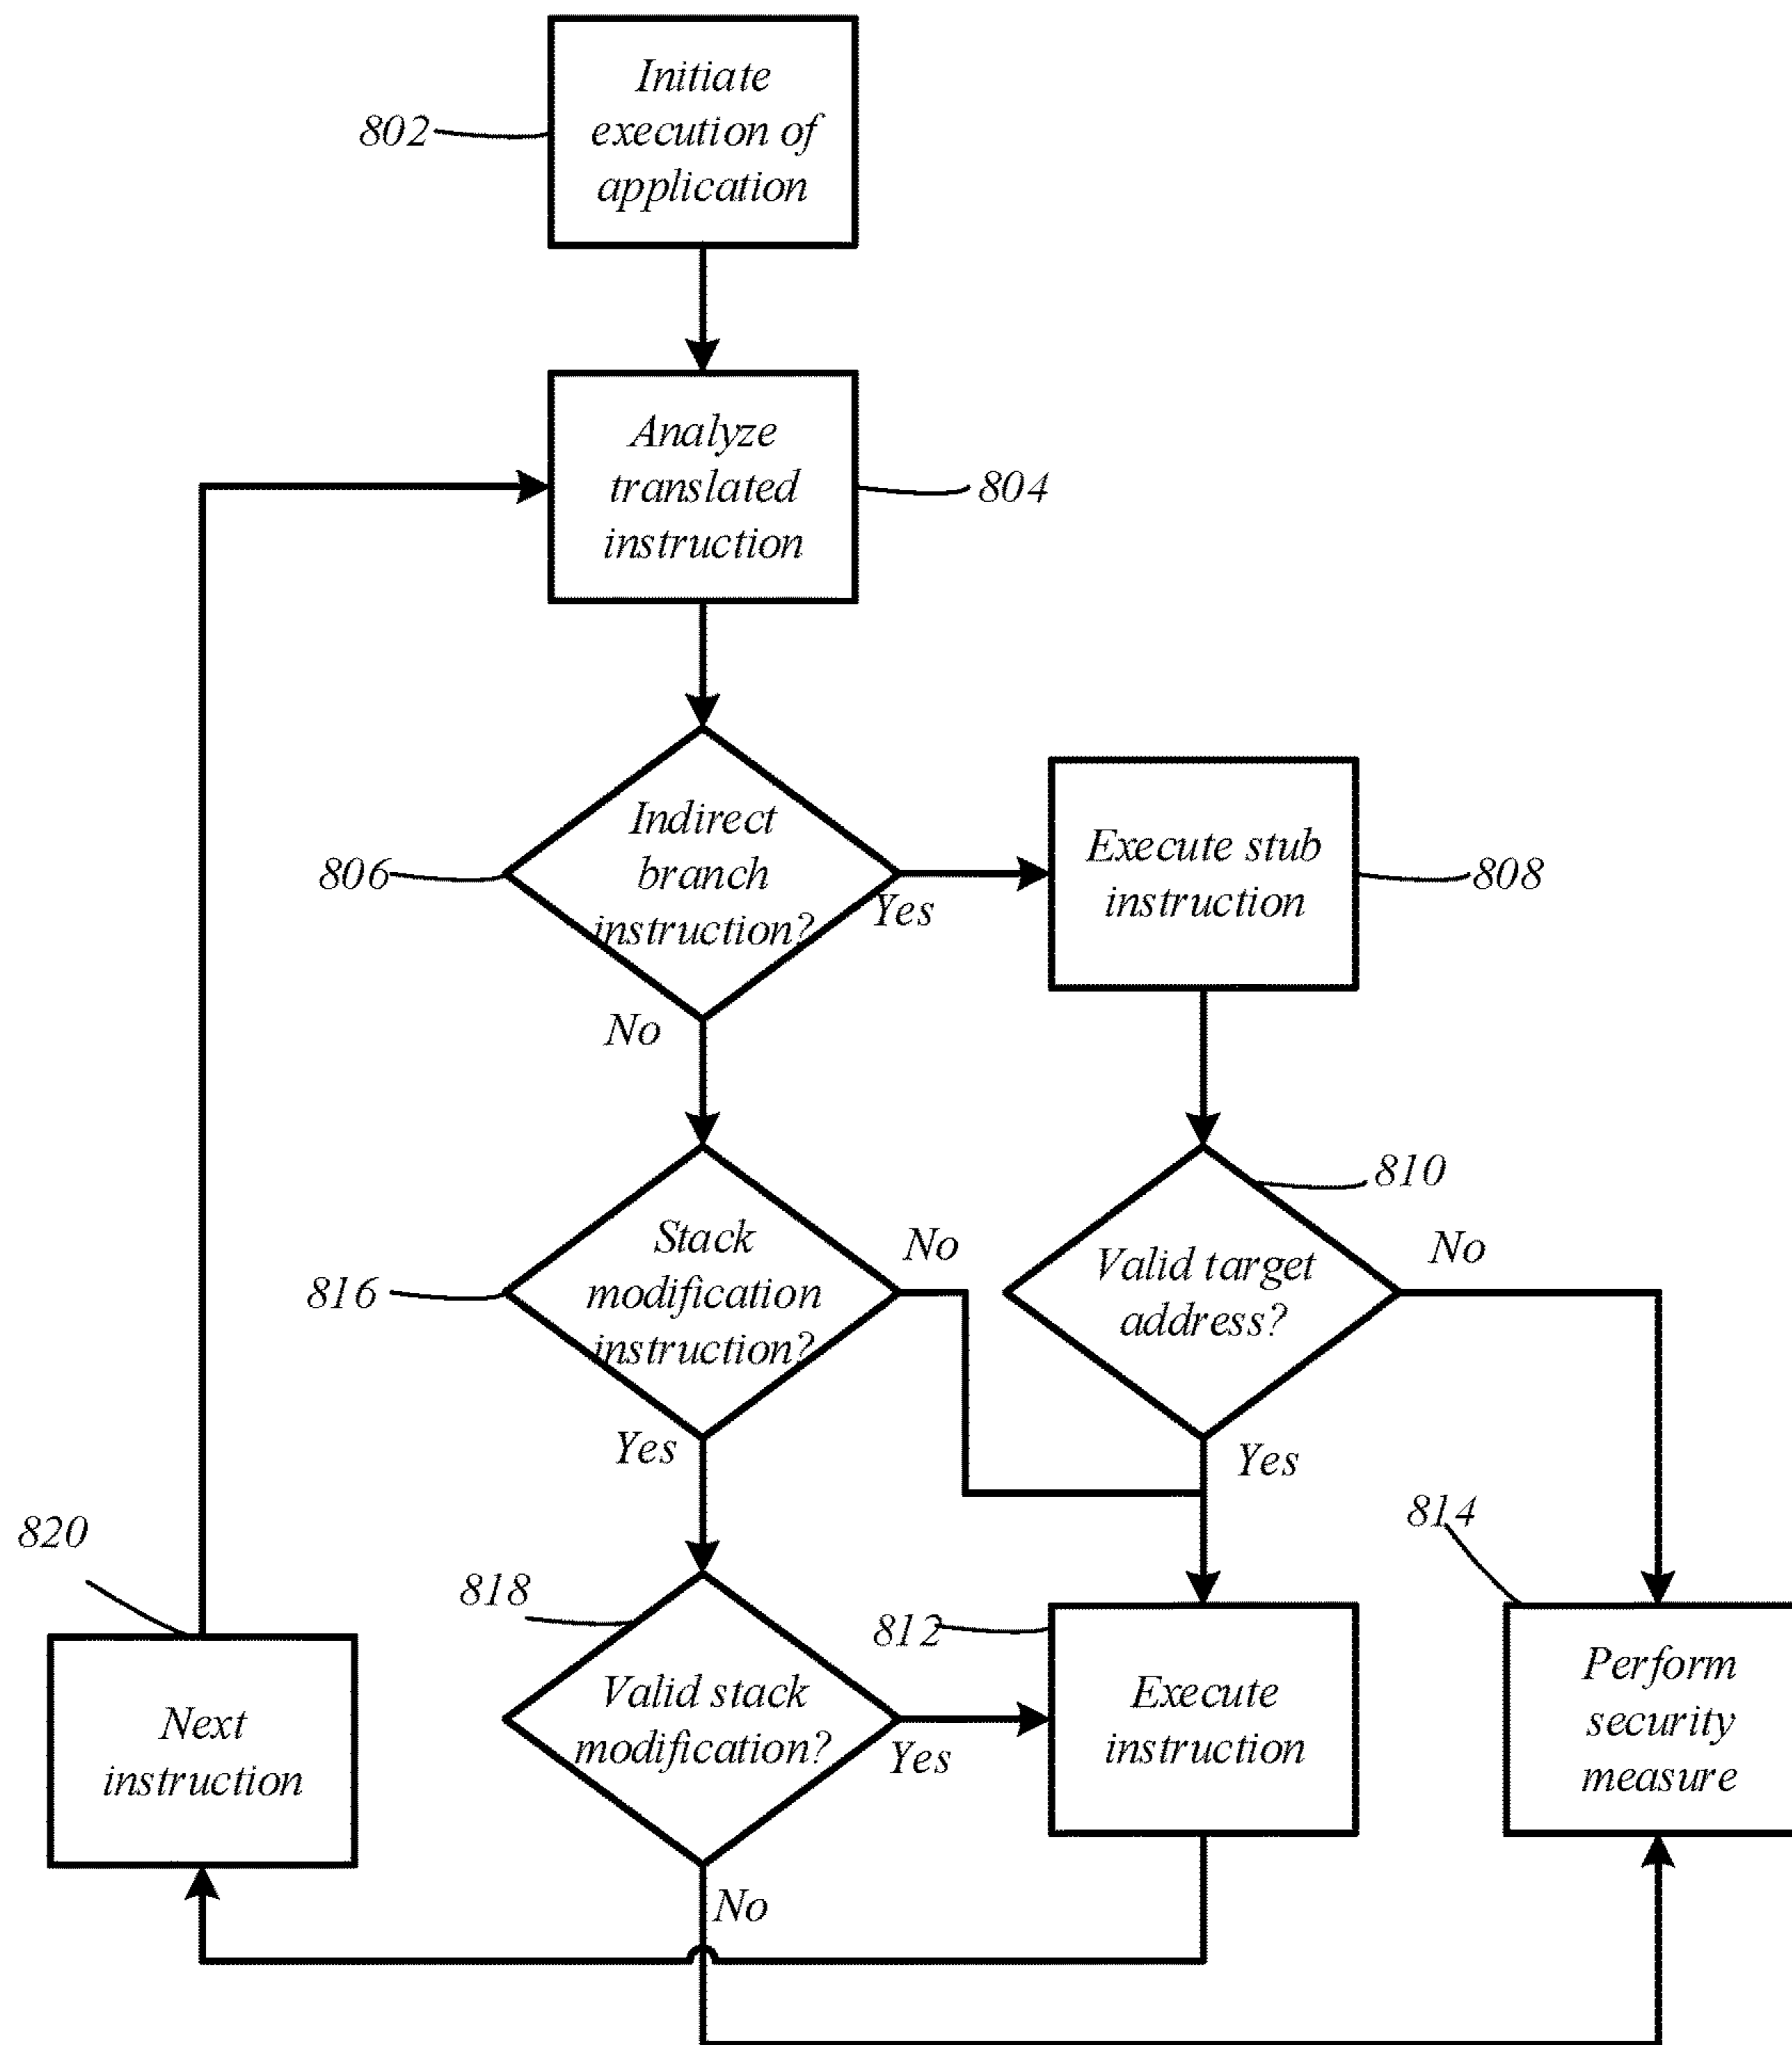 Initiate
execution of
application
802
Analyze
translated
instruction
804
Indirect
branch
instruction?
806
Yes
No
Execute stub
instruction
808
Stack
modification
instruction?
816
No
Yes
Valid target
address?
810
No
Yes
820
Next
instruction
818
Valid stack
modification?
Yes
No
812
Execute
instruction
814
Perform
security
measure